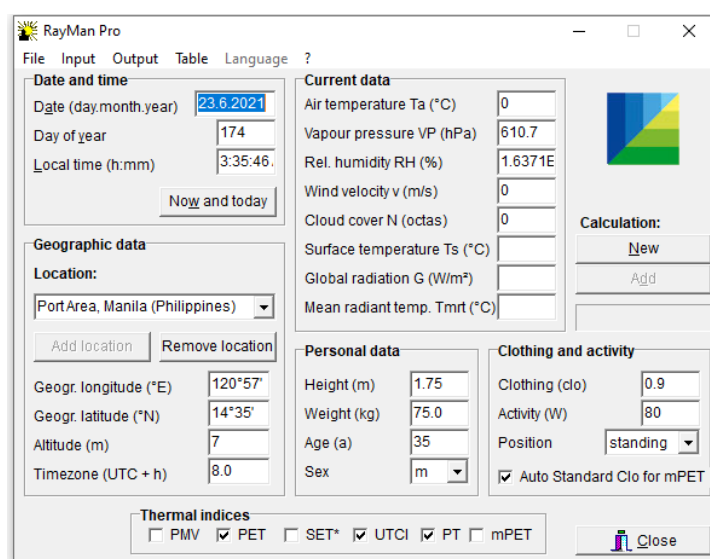 RayMan Pro
File Input Output Table Language ?
Date and time
Date (day.month.year) 23.6.2021
Day of year 174
Local time (h:mm) 3:35:46.
Now and today
Geographic data
Location:
Port Area, Manila (Philippines)
Add location Remove location
Geogr. longitude (°E) 120°57'
Geogr. latitude (°N) 14°35'
Altitude (m) 7
Timezone (UTC + h) 8.0
Current data
Air temperature Ta (°C) 0
Vapour pressure VP (hPa) 610.7
Rel. humidity RH (%) 1.6371E
Wind velocity v (m/s) 0
Cloud cover N (octas) 0
Surface temperature Ts (°C)
Global radiation G (W/m²)
Mean radiant temp. Tmrt (°C)
Calculation:
New
Add
Personal data
Height (m) 1.75
Weight (kg) 75.0
Age (a) 35
Sex m
Clothing and activity
Clothing (clo) 0.9
Activity (W) 80
Position standing
Auto Standard Clo for mPET
Thermal indices
PMV PET SET* UTCI PT mPET
Close